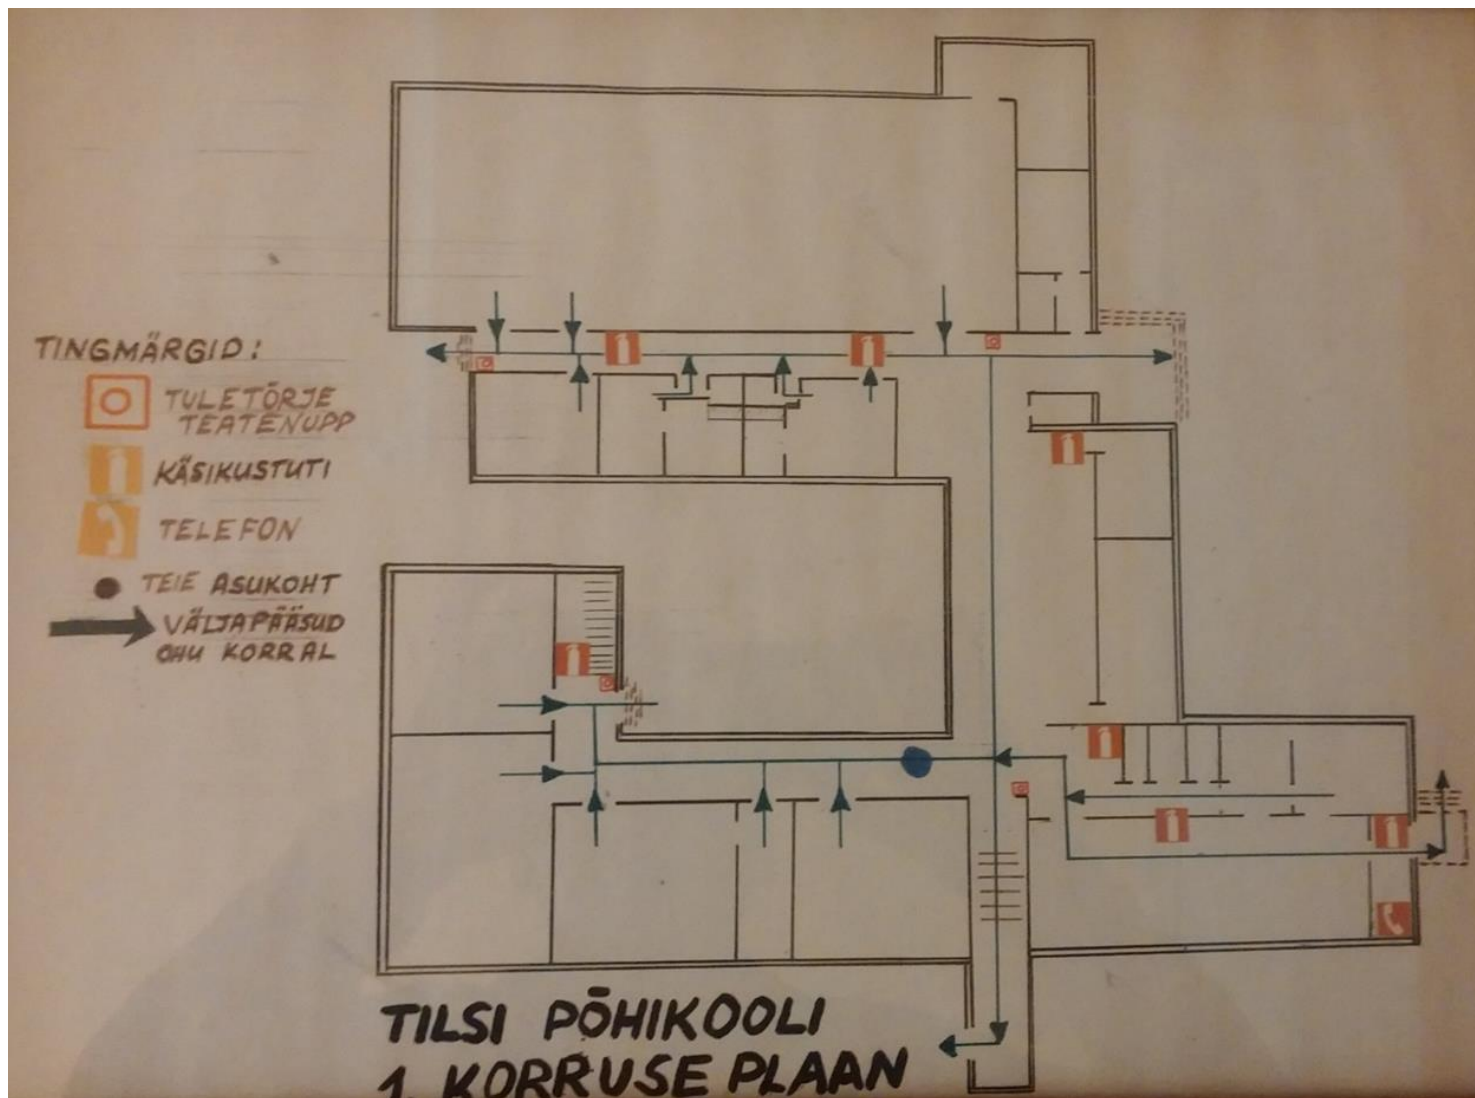 TINGMÄRGID:
TULETÕRJE
TEATENUPP
KÄSIKUSTUTI
TELEFON
TEIE ASUKOHT
VÄLJAPÄÄSUD
OHU KORRAL
TILSI PÕHIKOOLI
1. KORRUSE PLAAN